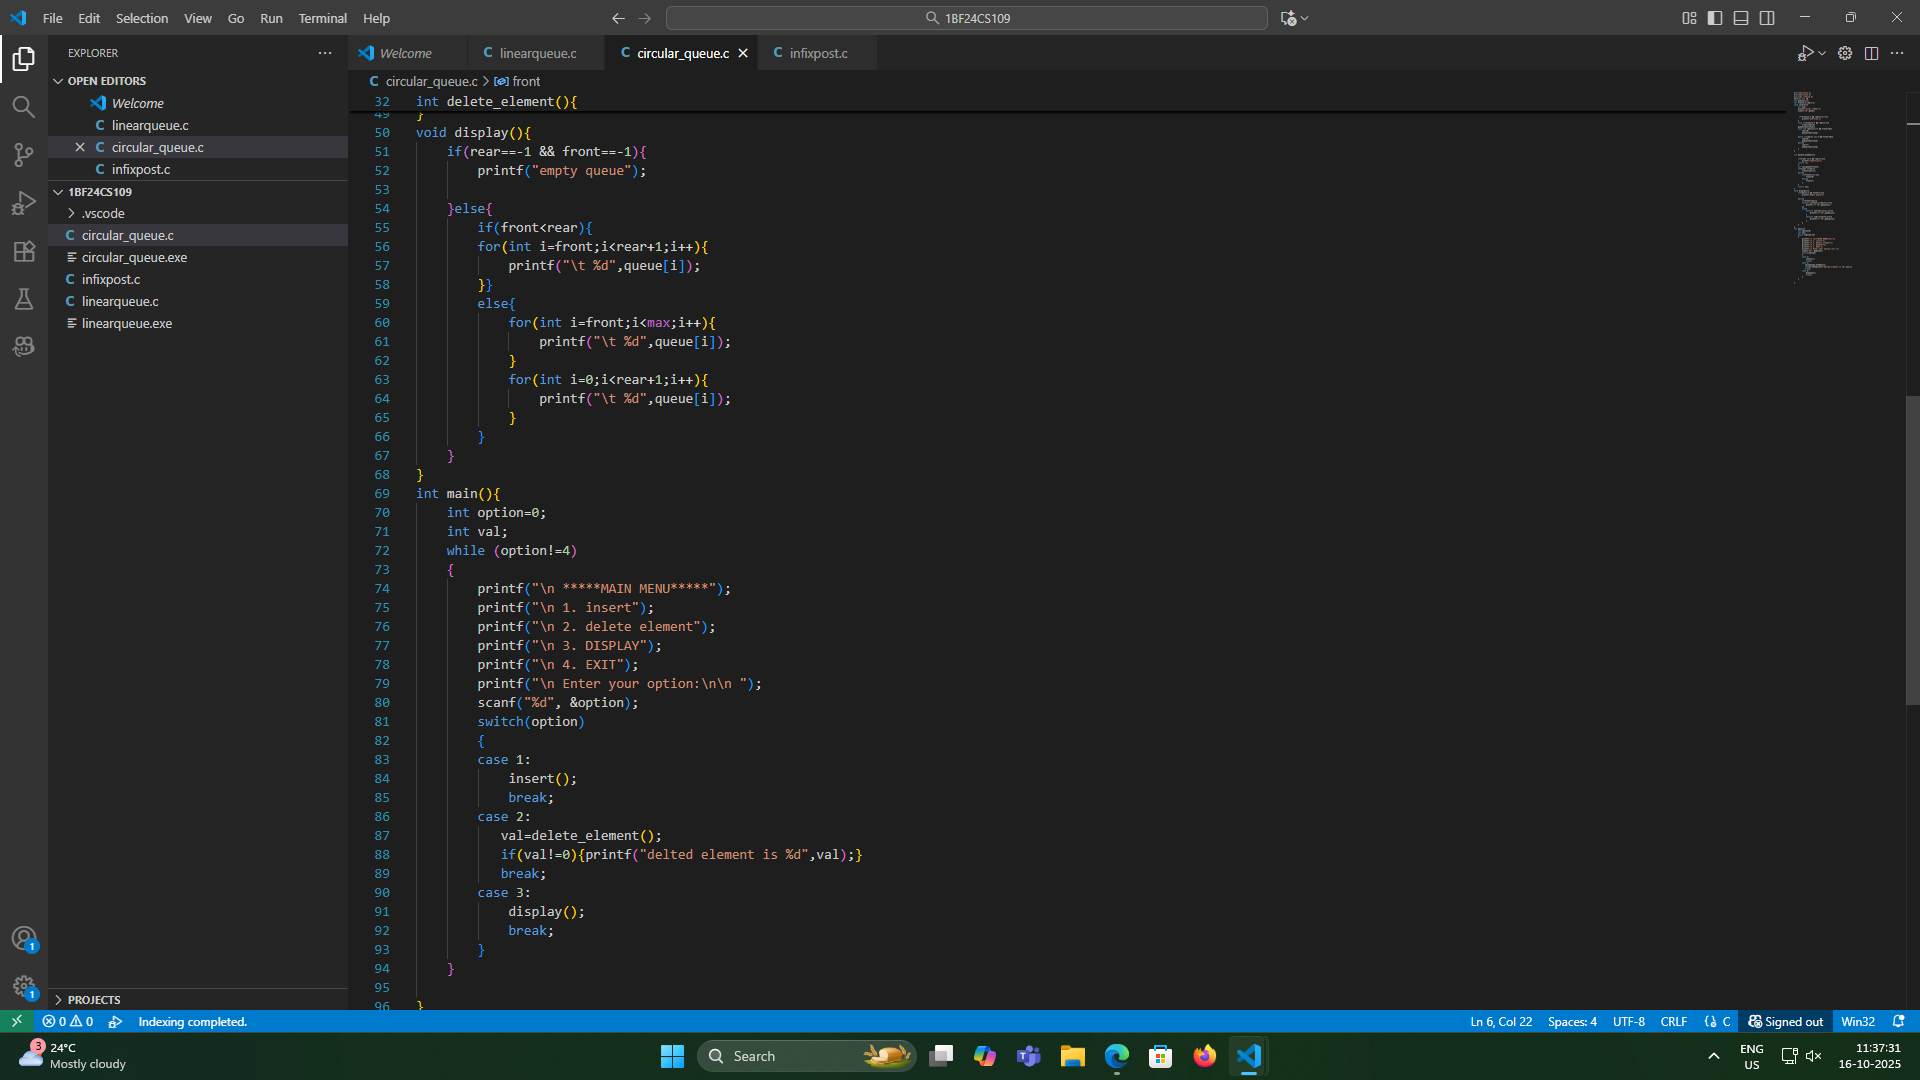 File Edit Selection View Go Run Terminal Help
1BF24CS109
EXPLORER
OPEN EDITORS
Welcome
linearqueue.c
circular_queue.c
infixpost.c
1BF24CS109
.vscode
circular_queue.c
circular_queue.exe
infixpost.c
linearqueue.c
linearqueue.exe
PROJECTS
Welcome linearqueue.c circular_queue.c infixpost.c
circular_queue.c > front
32 int delete_element(){
49 }
50 void display(){
51 if(rear==-1 && front==-1){
52 printf("empty queue");
53
54 }else{
55 if(front<rear){
56 for(int i=front;i<rear+1;i++){
57 printf("\t %d",queue[i]);
58 }}
59 else{
60 for(int i=front;i<max;i++){
61 printf("\t %d",queue[i]);
62 }
63 for(int i=0;i<rear+1;i++){
64 printf("\t %d",queue[i]);
65 }
66 }
67 }
68 }
69 int main(){
70 int option=0;
71 int val;
72 while (option!=4)
73 {
74 printf("\n *****MAIN MENU*****");
75 printf("\n 1. insert");
76 printf("\n 2. delete element");
77 printf("\n 3. DISPLAY");
78 printf("\n 4. EXIT");
79 printf("\n Enter your option:\n\n ");
80 scanf("%d", &option);
81 switch(option)
82 {
83 case 1:
84 insert();
85 break;
86 case 2:
87 val=delete_element();
88 if(val!=0){printf("delted element is %d",val);}
89 break;
90 case 3:
91 display();
92 break;
93 }
94 }
95
96 }
0 0 Indexing completed. Ln 6, Col 22 Spaces: 4 UTF-8 CRLF {} C Signed out Win32
3 24°C
Mostly cloudy
Search
ENG
US
11:37:31
16-10-2025